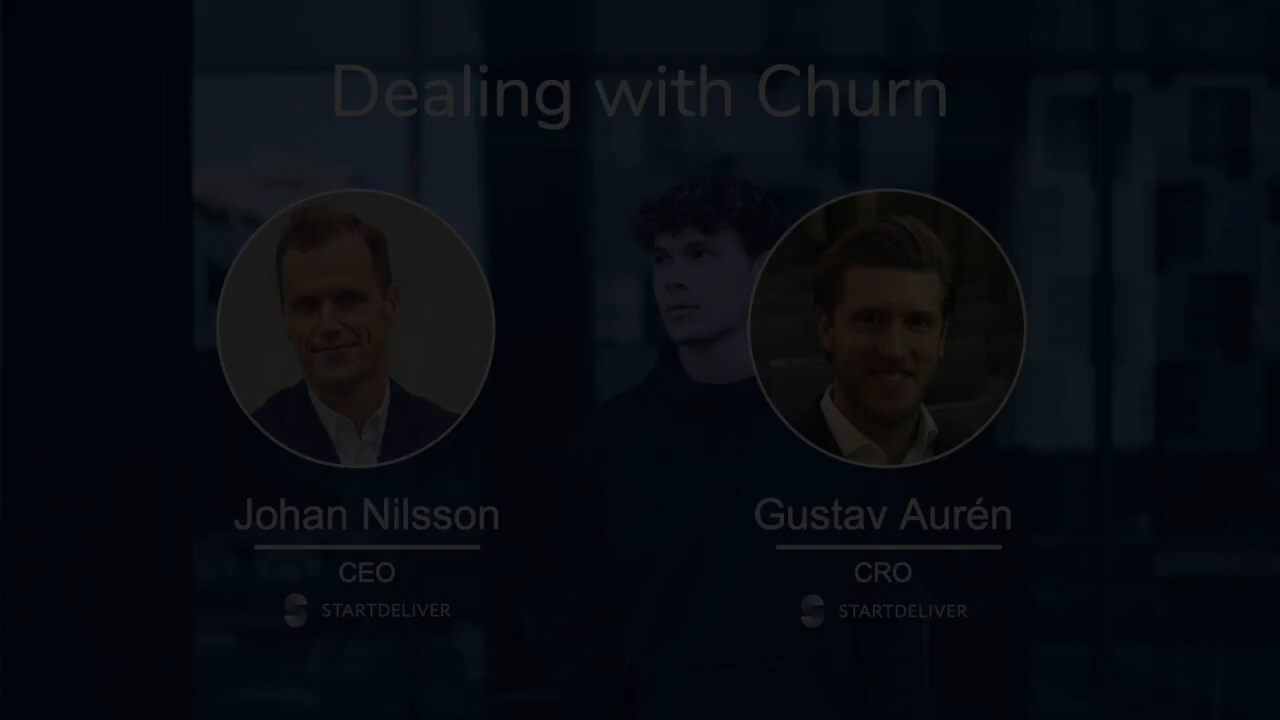 Dealing with Churn
Johan Nilsson
CEO
STARTDELIVER
Gustav Aurén
CRO
STARTDELIVER